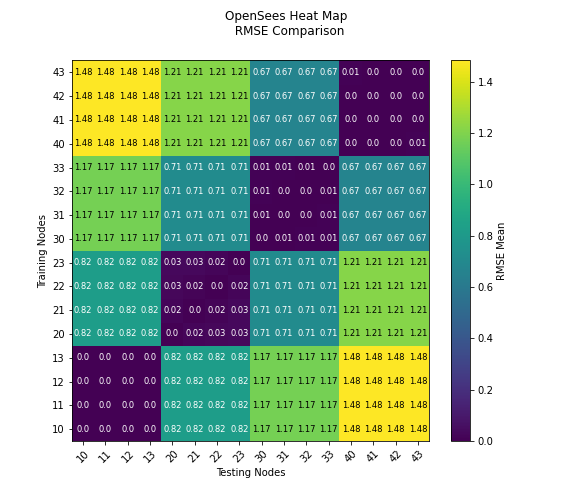 OpenSees Heat Map
RMSE Comparison
43 1.48 1.48 1.48 1.48 1.21 1.21 1.21 1.21 0.67 0.67 0.67 0.67 0.01 0.0 0.0 0.0
42 1.48 1.48 1.48 1.48 1.21 1.21 1.21 1.21 0.67 0.67 0.67 0.67 0.0 0.0 0.0 0.0
41 1.48 1.48 1.48 1.48 1.21 1.21 1.21 1.21 0.67 0.67 0.67 0.67 0.0 0.0 0.0 0.0
40 1.48 1.48 1.48 1.48 1.21 1.21 1.21 1.21 0.67 0.67 0.67 0.67 0.0 0.0 0.0 0.01
33 1.17 1.17 1.17 1.17 0.71 0.71 0.71 0.71 0.01 0.01 0.01 0.0 0.67 0.67 0.67 0.67
32 1.17 1.17 1.17 1.17 0.71 0.71 0.71 0.71 0.01 0.0 0.0 0.01 0.67 0.67 0.67 0.67
31 1.17 1.17 1.17 1.17 0.71 0.71 0.71 0.71 0.01 0.0 0.0 0.01 0.67 0.67 0.67 0.67
30 1.17 1.17 1.17 1.17 0.71 0.71 0.71 0.71 0.0 0.01 0.01 0.01 0.67 0.67 0.67 0.67
23 0.82 0.82 0.82 0.82 0.03 0.03 0.02 0.0 0.71 0.71 0.71 0.71 1.21 1.21 1.21 1.21
22 0.82 0.82 0.82 0.82 0.03 0.02 0.0 0.02 0.71 0.71 0.71 0.71 1.21 1.21 1.21 1.21
21 0.82 0.82 0.82 0.82 0.02 0.0 0.02 0.03 0.71 0.71 0.71 0.71 1.21 1.21 1.21 1.21
20 0.82 0.82 0.82 0.82 0.0 0.02 0.03 0.03 0.71 0.71 0.71 0.71 1.21 1.21 1.21 1.21
13 0.0 0.0 0.0 0.0 0.82 0.82 0.82 0.82 1.17 1.17 1.17 1.17 1.48 1.48 1.48 1.48
12 0.0 0.0 0.0 0.0 0.82 0.82 0.82 0.82 1.17 1.17 1.17 1.17 1.48 1.48 1.48 1.48
11 0.0 0.0 0.0 0.0 0.82 0.82 0.82 0.82 1.17 1.17 1.17 1.17 1.48 1.48 1.48 1.48
10 0.0 0.0 0.0 0.0 0.82 0.82 0.82 0.82 1.17 1.17 1.17 1.17 1.48 1.48 1.48 1.48
10 11 12 13 20 21 22 23 30 31 32 33 40 41 42 43
Testing Nodes
Training Nodes
1.4
1.2
1.0
0.8
0.6
0.4
0.2
0.0
RMSE Mean